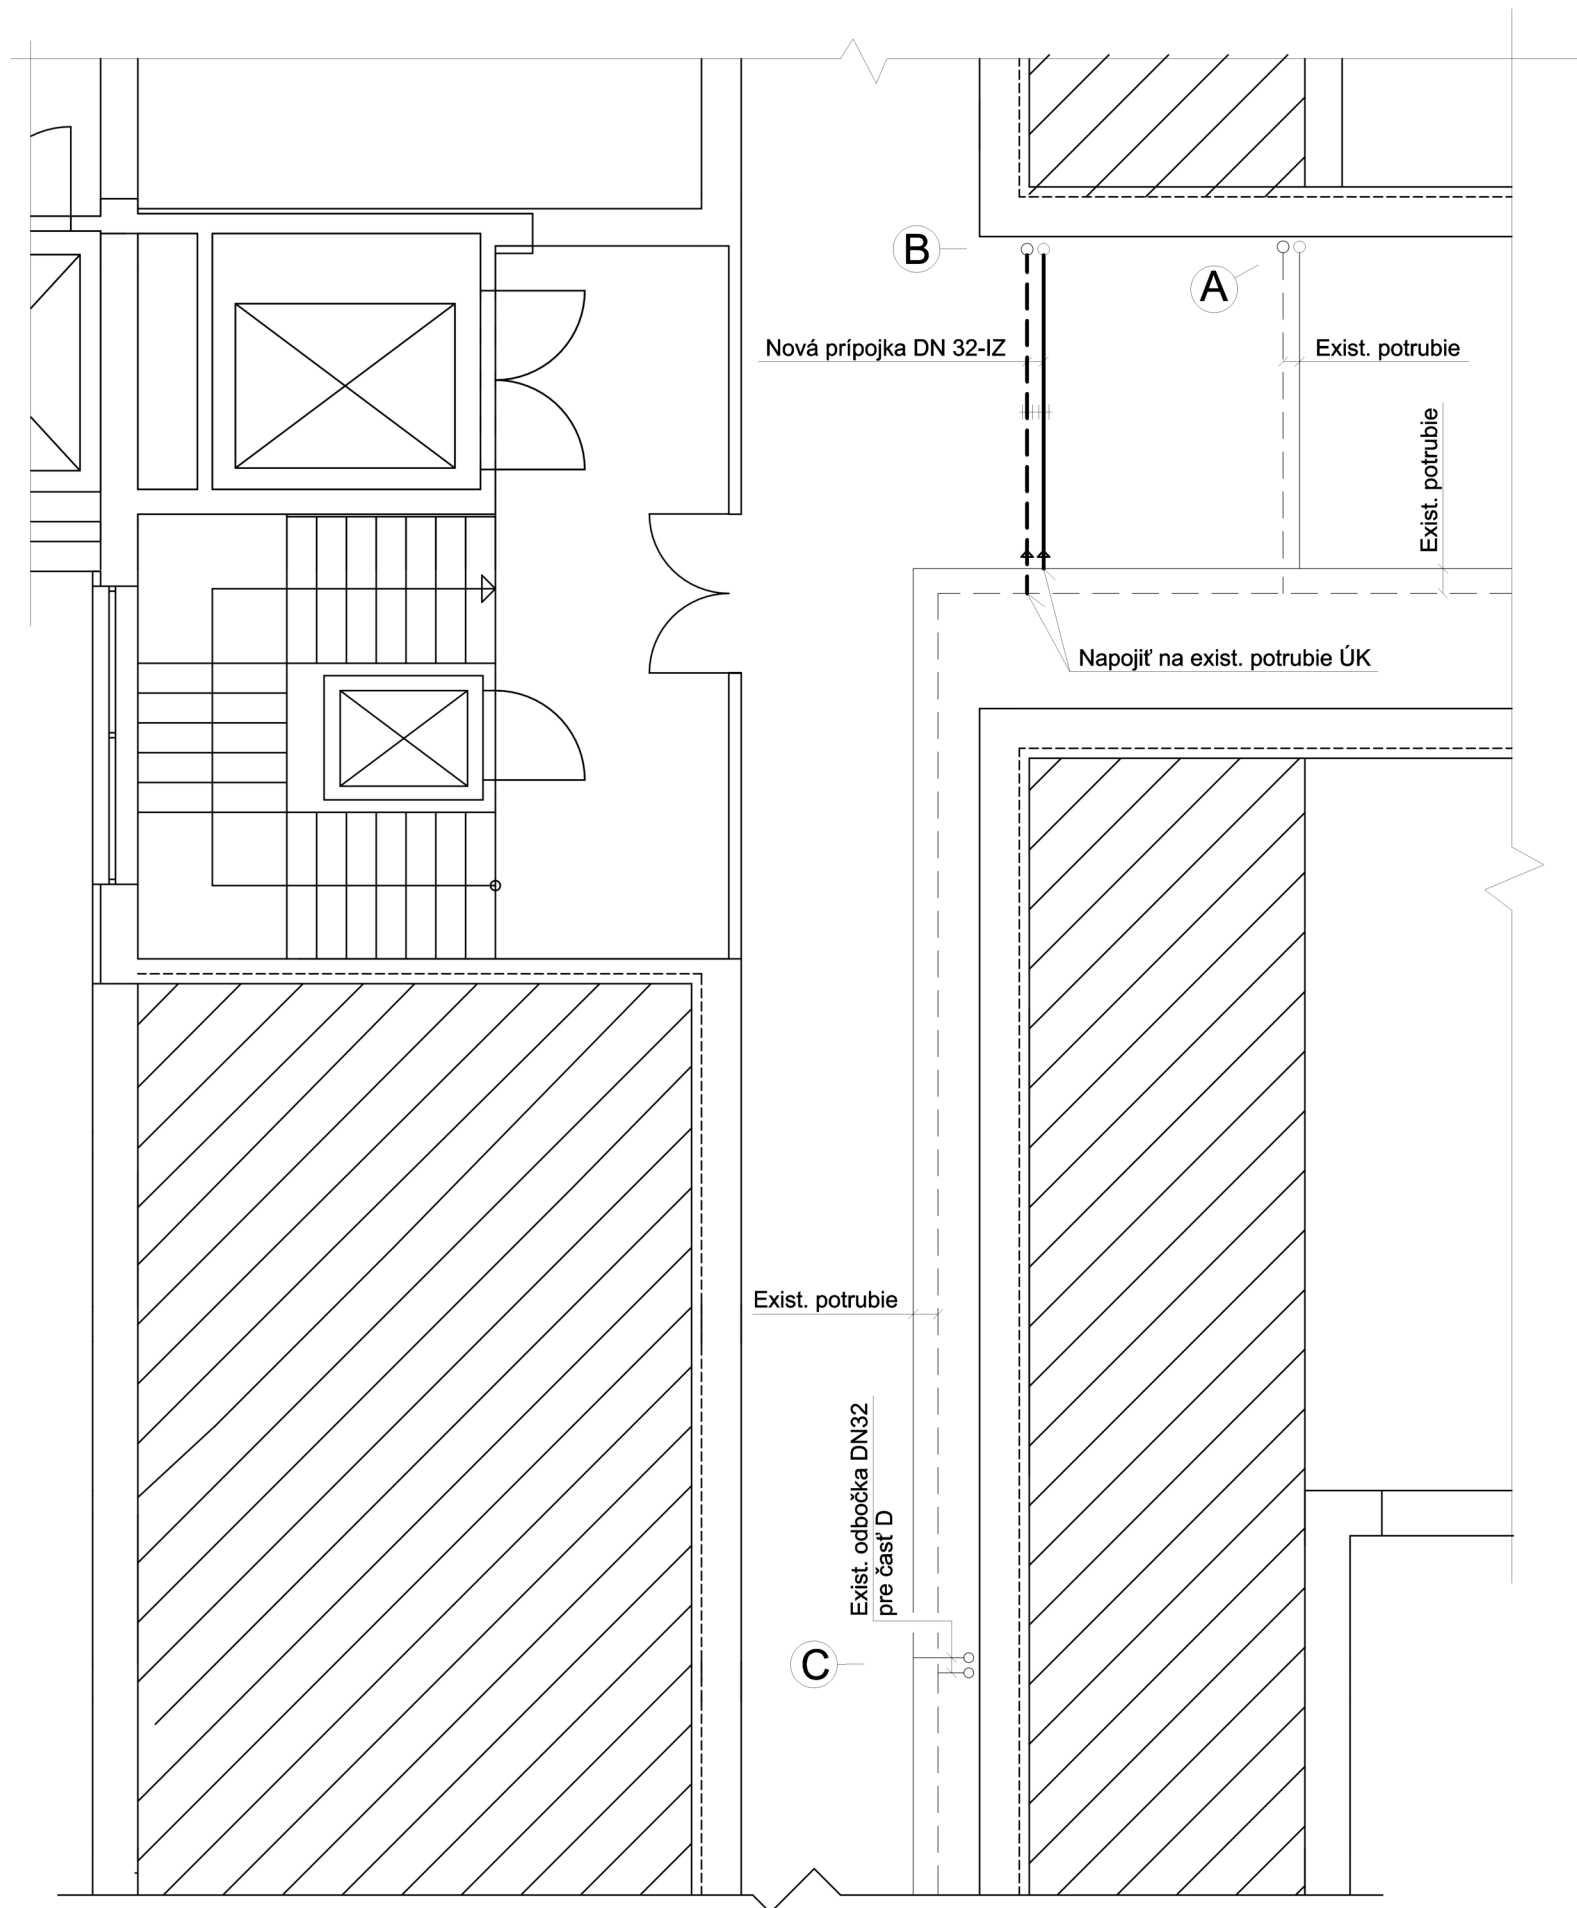 B
A
Nová prípojka DN 32-IZ
Exist. potrubie
Exist. potrubie
Napojiť na exist. potrubie ÚK
Exist. potrubie
Exist. odbočka DN32
pre časť D
C